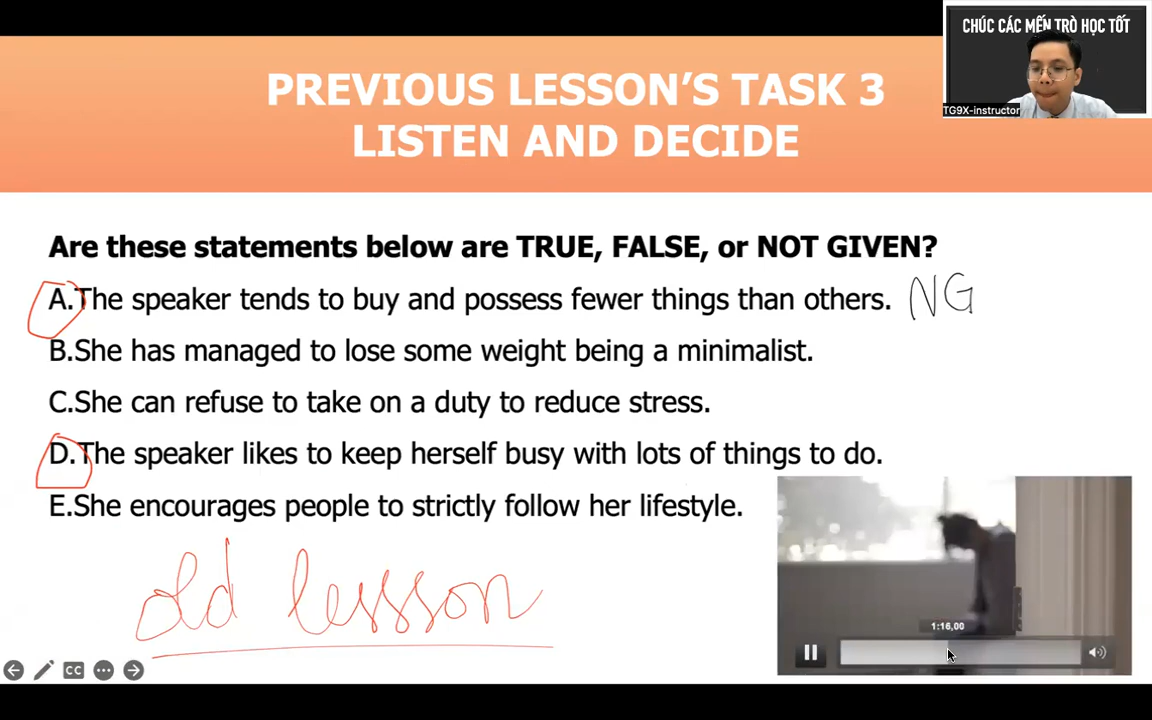 CHÚC CÁC MẾN TRÒ HỌC TỐT
TG9X-instructor
PREVIOUS LESSON'S TASK 3
LISTEN AND DECIDE
Are these statements below are TRUE, FALSE, or NOT GIVEN?
A.The speaker tends to buy and possess fewer things than others. NG
B.She has managed to lose some weight being a minimalist.
C.She can refuse to take on a duty to reduce stress.
D.The speaker likes to keep herself busy with lots of things to do.
E.She encourages people to strictly follow her lifestyle.
old lessson
1:16,00
CC